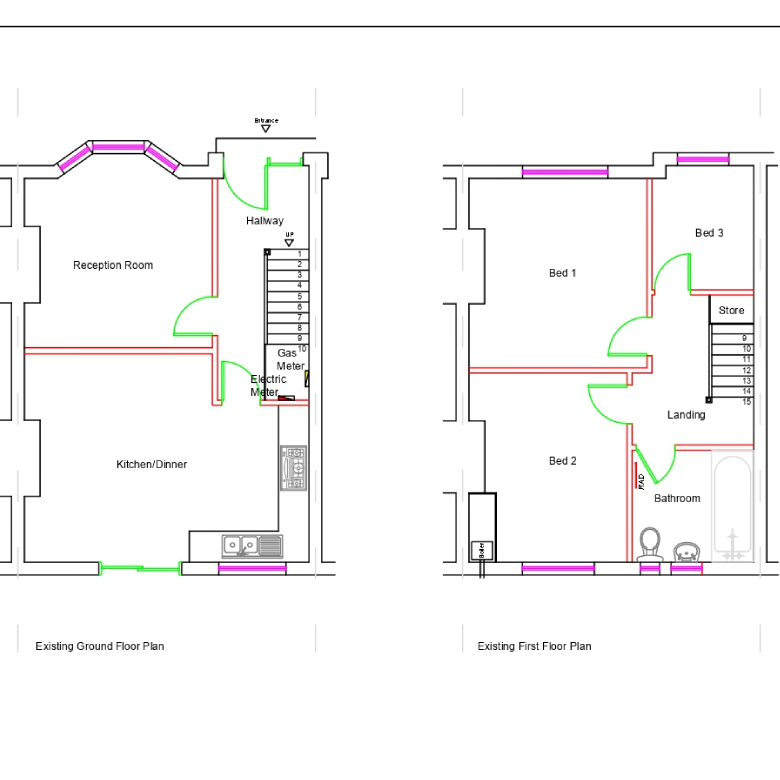 Entrance
Hallway
UP
Reception Room
1
2
3
4
5
6
7
8
9
10
Gas
Meter
Electric
Meter
Kitchen/Dinner
Existing Ground Floor Plan
Bed 3
Bed 1
Store
9
10
11
12
13
14
15
Landing
Bed 2
RAD
Bathroom
Boiler
Existing First Floor Plan